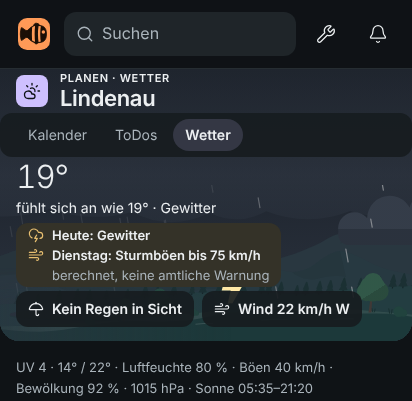 Suchen
PLANEN · WETTER
Lindenau
Kalender ToDos Wetter
19°
fühlt sich an wie 19° · Gewitter
Heute: Gewitter
Dienstag: Sturmböen bis 75 km/h
berechnet, keine amtliche Warnung
Kein Regen in Sicht Wind 22 km/h W
UV 4 · 14° / 22° · Luftfeuchte 80 % · Böen 40 km/h ·
Bewölkung 92 % · 1015 hPa · Sonne 05:35–21:20